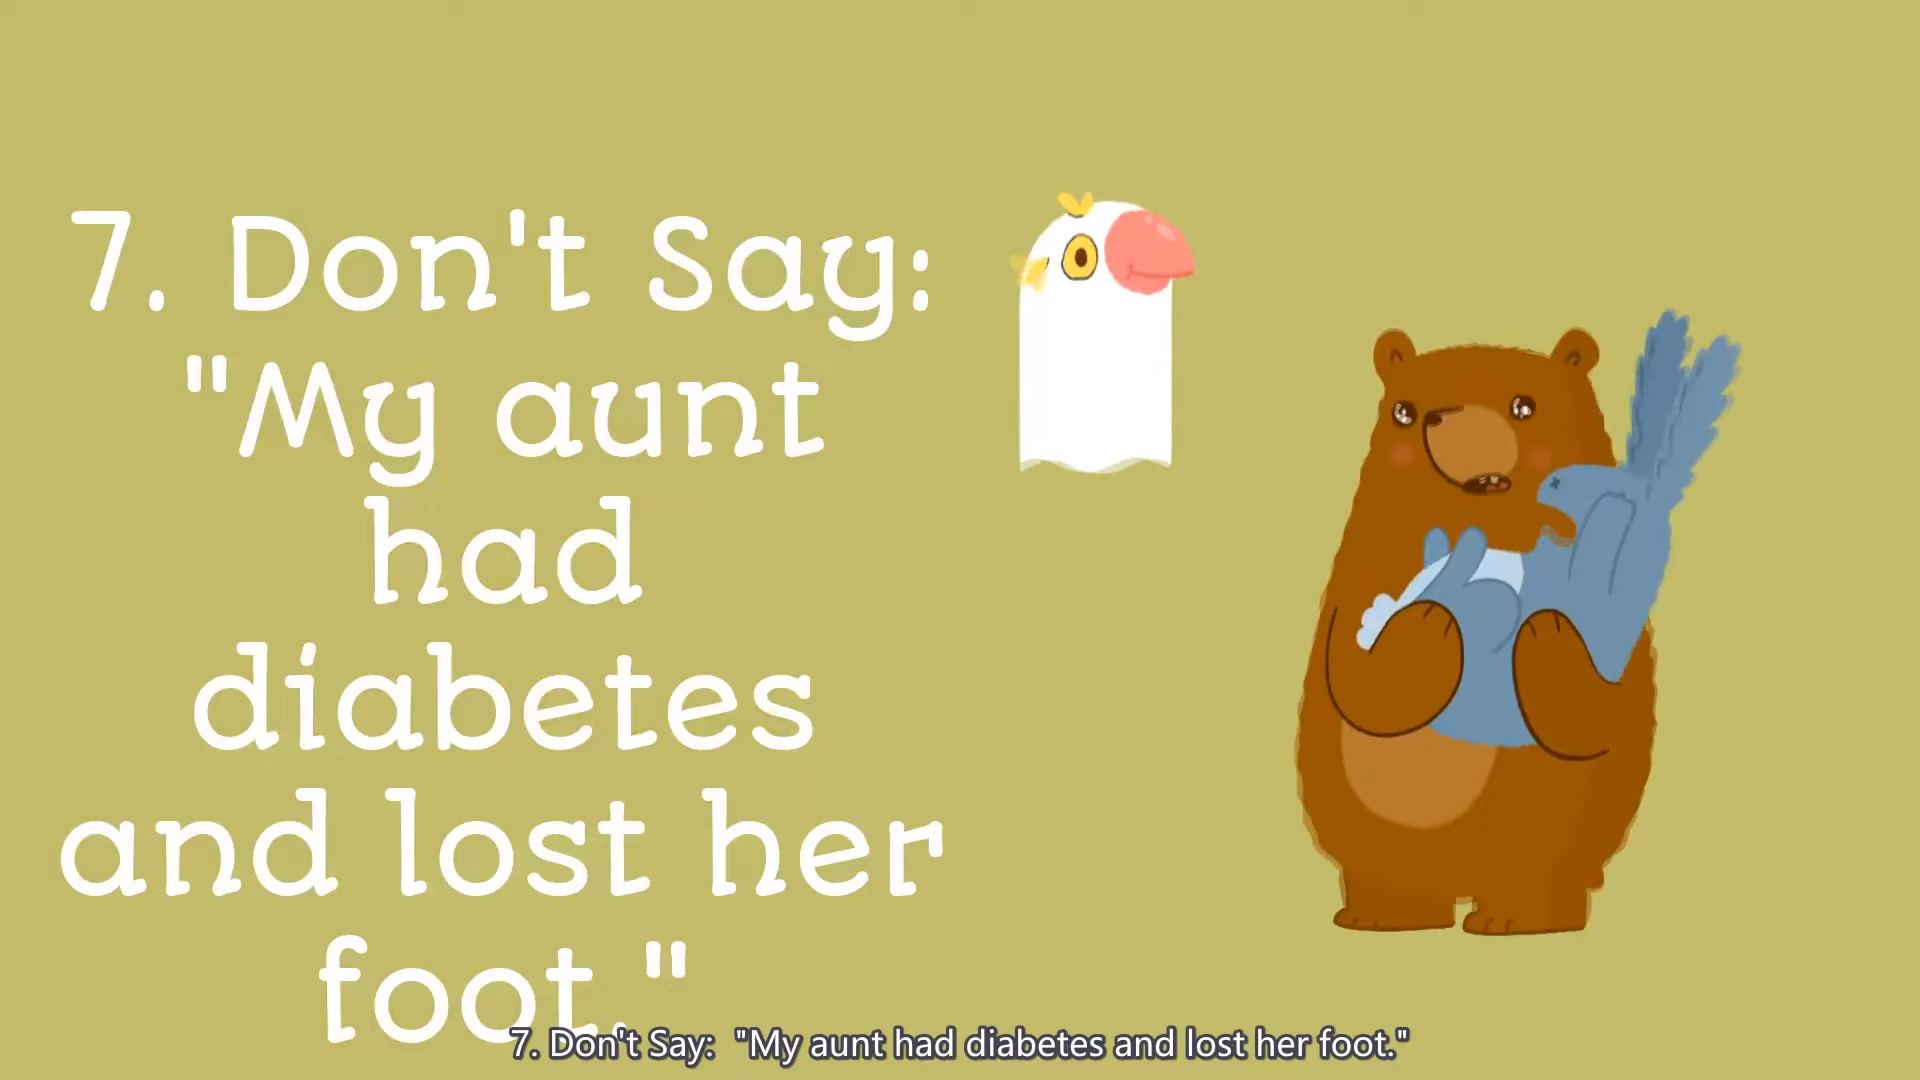 7. Don't Say:
"My aunt
had
diabetes
and lost her
foot."
7. Don't Say: "My aunt had diabetes and lost her foot."